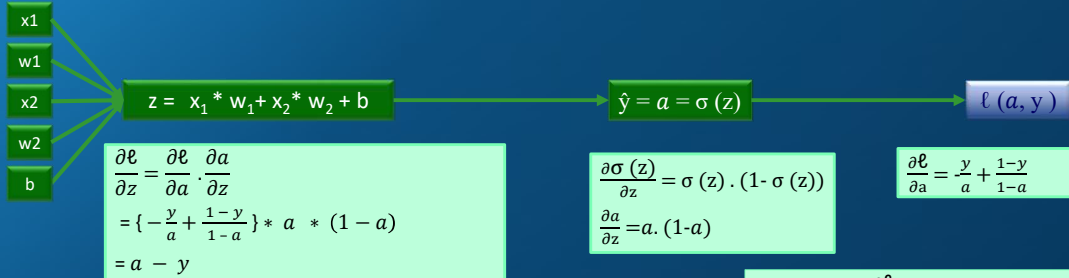 x1
w1
x2
w2
b
z = x₁ * w₁+ x₂* w₂ + b
ŷ = a = σ (z)
ℓ (a, y )
∂ℓ/∂z = ∂ℓ/∂a . ∂a/∂z
= { − y/a + (1 − y)/(1 − a) } ∗ a ∗ (1 − a)
= a − y
∂σ (z)/∂z = σ (z) . (1- σ (z))
∂a/∂z =a. (1-a)
∂ℓ/∂a = - y/a + (1−y)/(1−a)